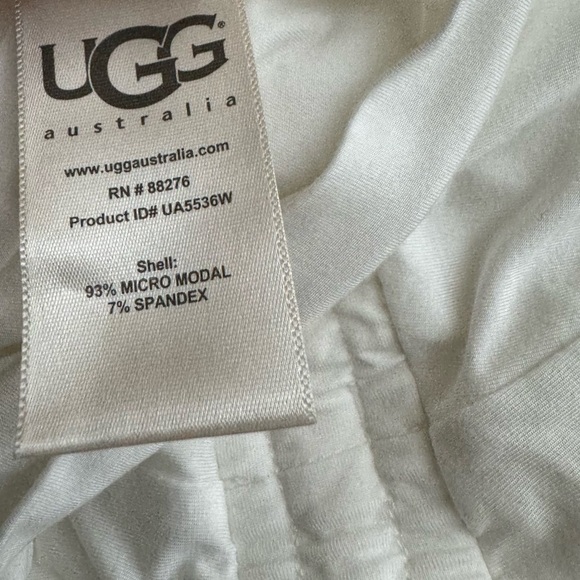 UGG®
australia
www.uggaustralia.com
RN # 88276
Product ID# UA5536W
Shell:
93% MICRO MODAL
7% SPANDEX